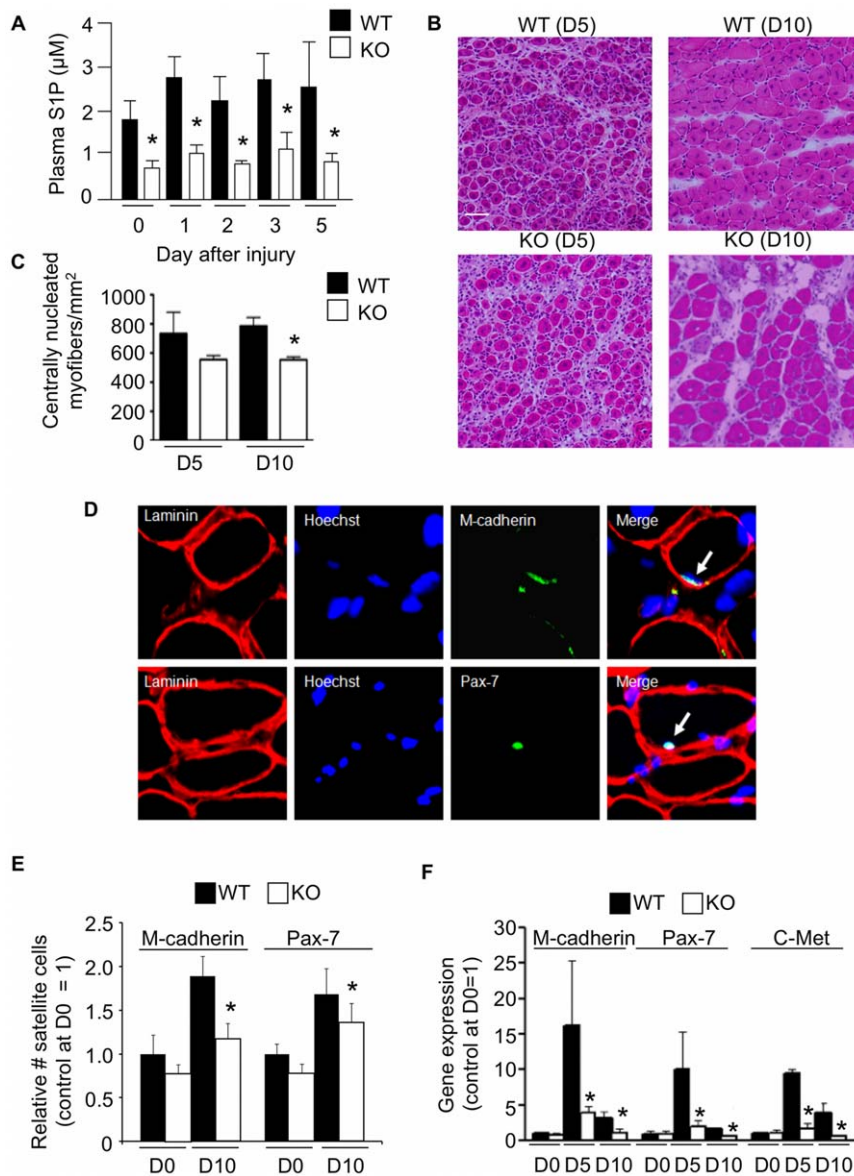 A
WT
KO
Plasma S1P (µM)
4
3
2
1
0
* * * * *
0 1 2 3 5
Day after injury
B
WT (D5) WT (D10)
KO (D5) KO (D10)
C
WT
KO
Centrally nucleated
myofibers/mm²
1000
800
600
400
200
0
*
D5 D10
D
Laminin Hoechst M-cadherin Merge
Laminin Hoechst Pax-7 Merge
E
WT KO
Relative # satellite cells
(control at D0 = 1)
2.5
2.0
1.5
1.0
0.5
0
M-cadherin Pax-7
* *
D0 D10 D0 D10
F
WT KO
Gene expression
(control at D0=1)
30
25
20
15
10
5
0
M-cadherin Pax-7 C-Met
* * * * * *
D0 D5 D10 D0 D5 D10 D0 D5 D10